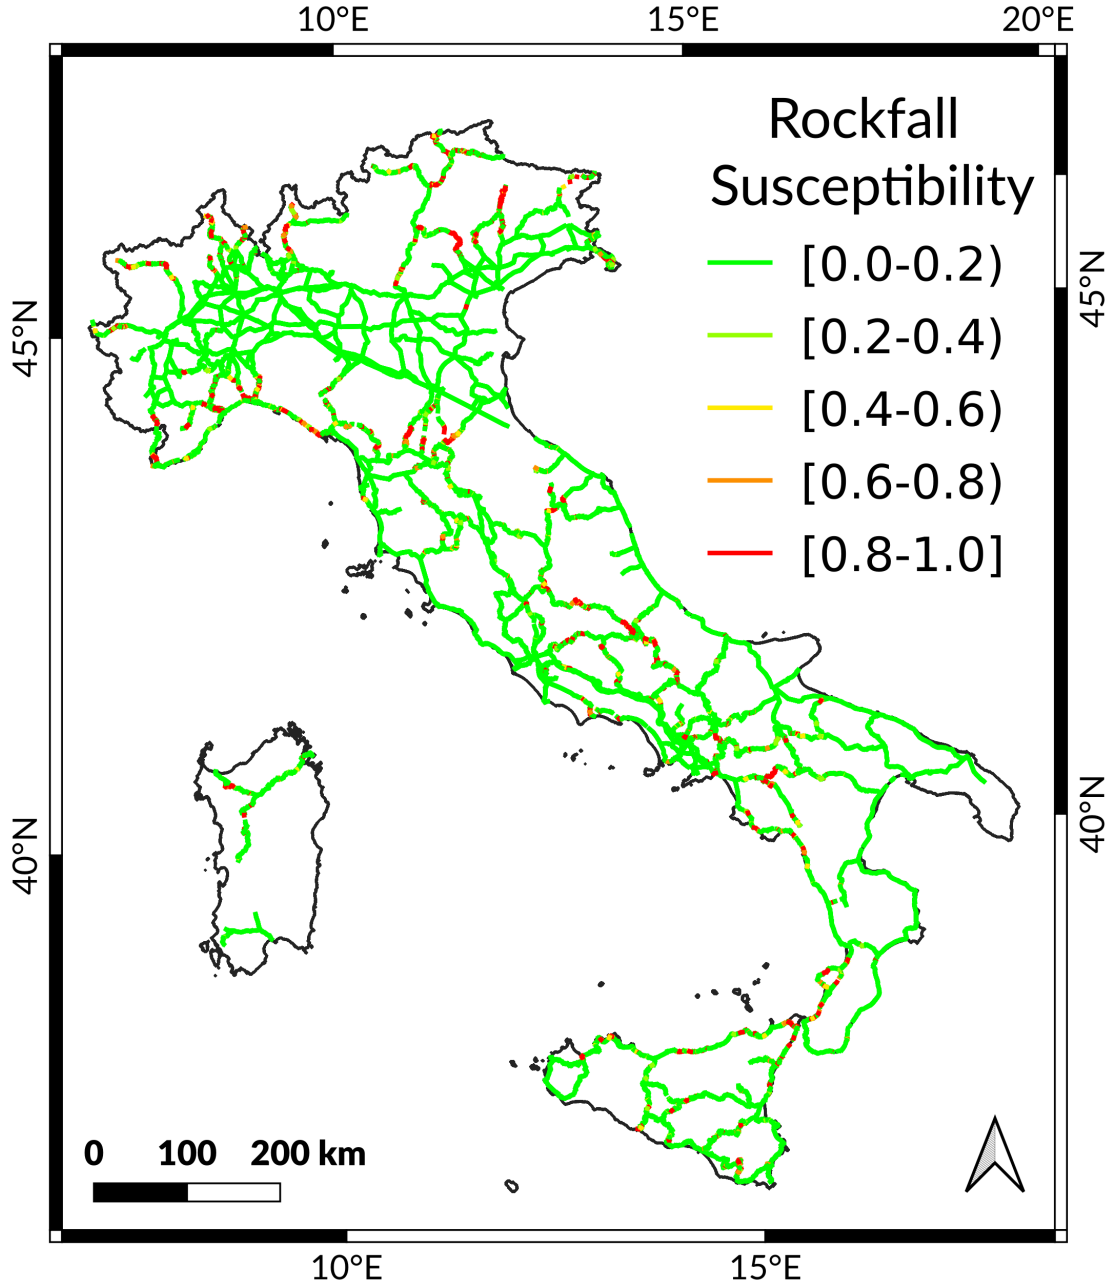 10°E 15°E 20°E
Rockfall
Susceptibility
[0.0-0.2)
[0.2-0.4)
[0.4-0.6)
[0.6-0.8)
[0.8-1.0]
45°N
45°N
40°N
40°N
0 100 200 km
10°E 15°E